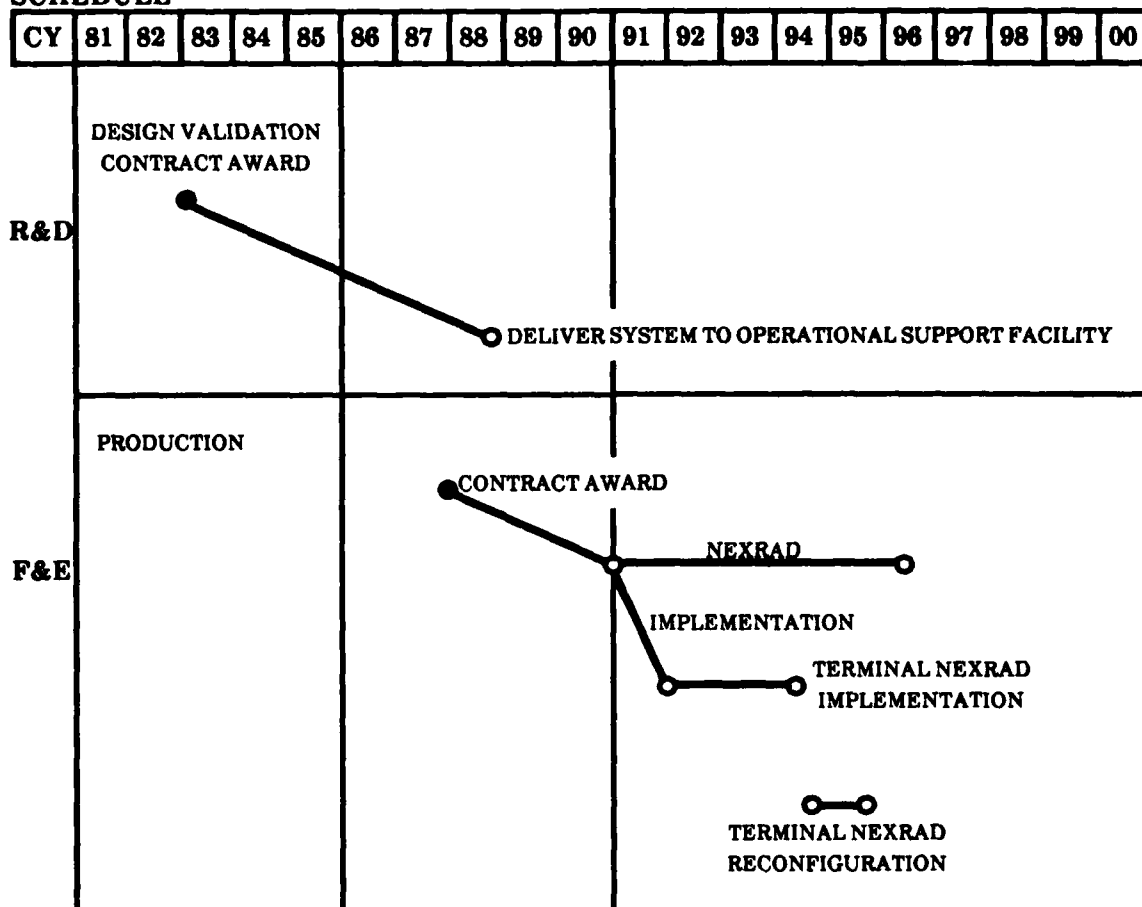 SCHEDULE
CY 81 82 83 84 85 86 87 88 89 90 91 92 93 94 95 96 97 98 99 00
DESIGN VALIDATION
CONTRACT AWARD
R&D
DELIVER SYSTEM TO OPERATIONAL SUPPORT FACILITY
PRODUCTION
CONTRACT AWARD
NEXRAD
F&E
IMPLEMENTATION
TERMINAL NEXRAD
IMPLEMENTATION
TERMINAL NEXRAD
RECONFIGURATION